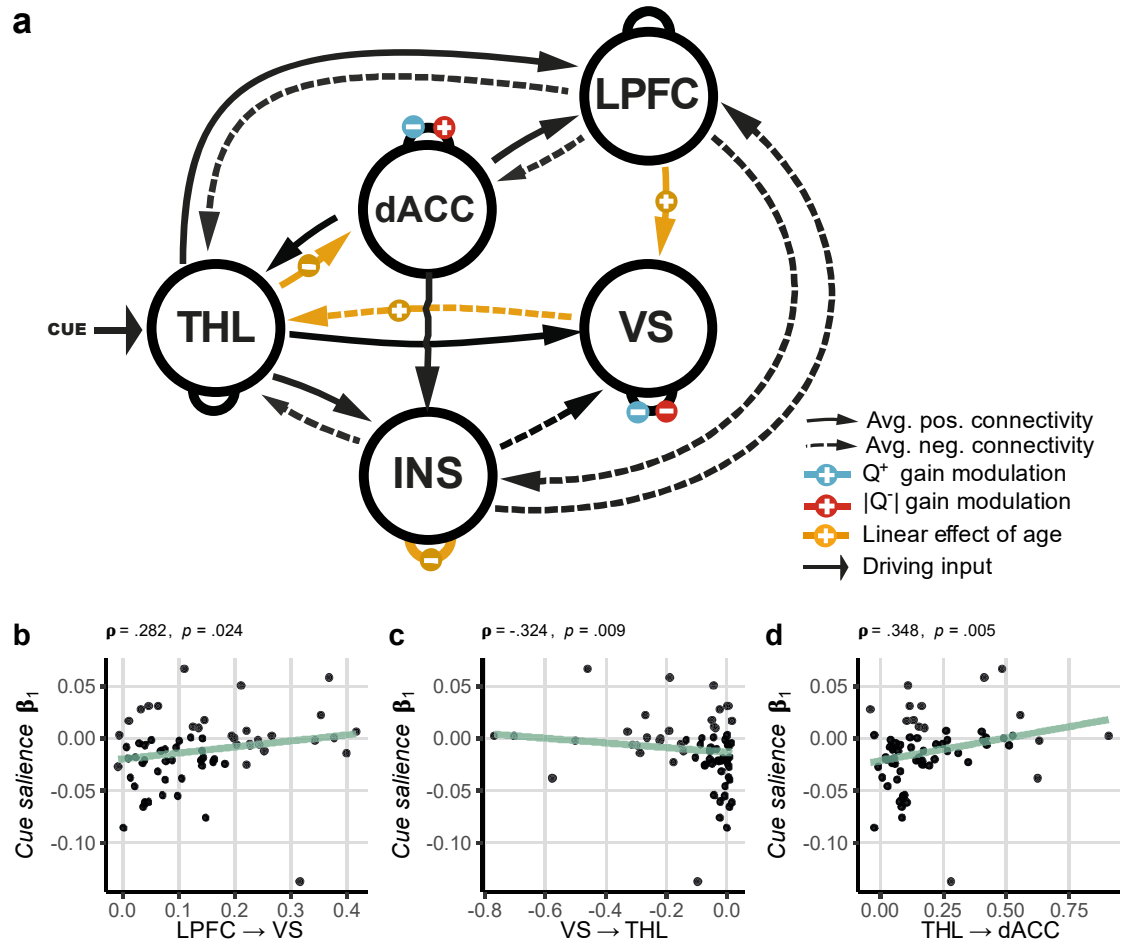 a
LPFC
dACC
THL
VS
CUE
INS
Avg. pos. connectivity
Avg. neg. connectivity
Q⁺ gain modulation
|Q⁻| gain modulation
Linear effect of age
Driving input
b
ρ = .282, p = .024
Cue salience β₁
0.05
0.00
-0.05
-0.10
0.0 0.1 0.2 0.3 0.4
LPFC → VS
c
ρ = -.324, p = .009
Cue salience β₁
0.05
0.00
-0.05
-0.10
-0.8 -0.6 -0.4 -0.2 0.0
VS → THL
d
ρ = .348, p = .005
Cue salience β₁
0.05
0.00
-0.05
-0.10
0.00 0.25 0.50 0.75
THL → dACC